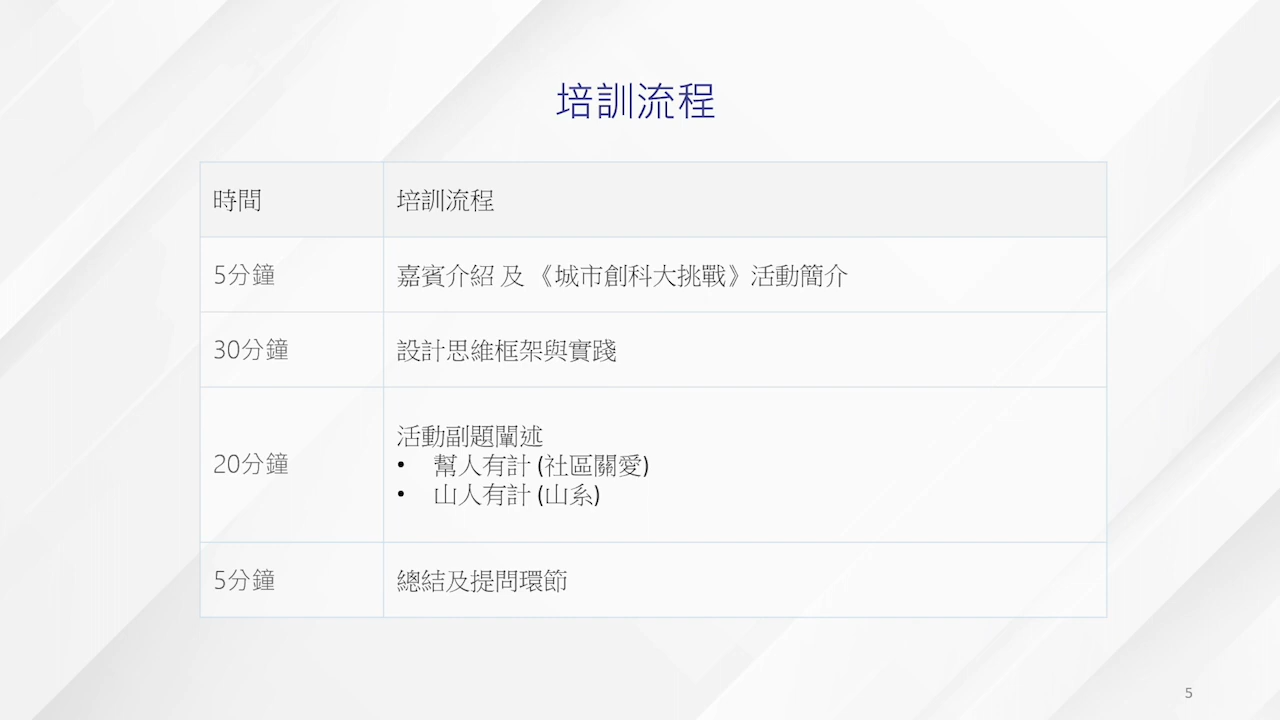 培訓流程
時間 培訓流程
5分鐘 嘉賓介紹 及 《城市創科大挑戰》活動簡介
30分鐘 設計思維框架與實踐
20分鐘
活動副題闡述
• 幫人有計 (社區關愛)
• 山人有計 (山系)
5分鐘 總結及提問環節
5